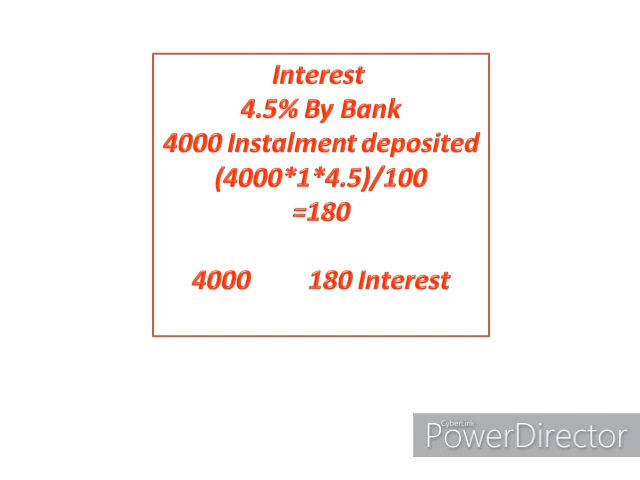 Interest
4.5% By Bank
4000 Instalment deposited
(4000*1*4.5)/100
=180
4000 180 Interest
CyberLink
PowerDirector